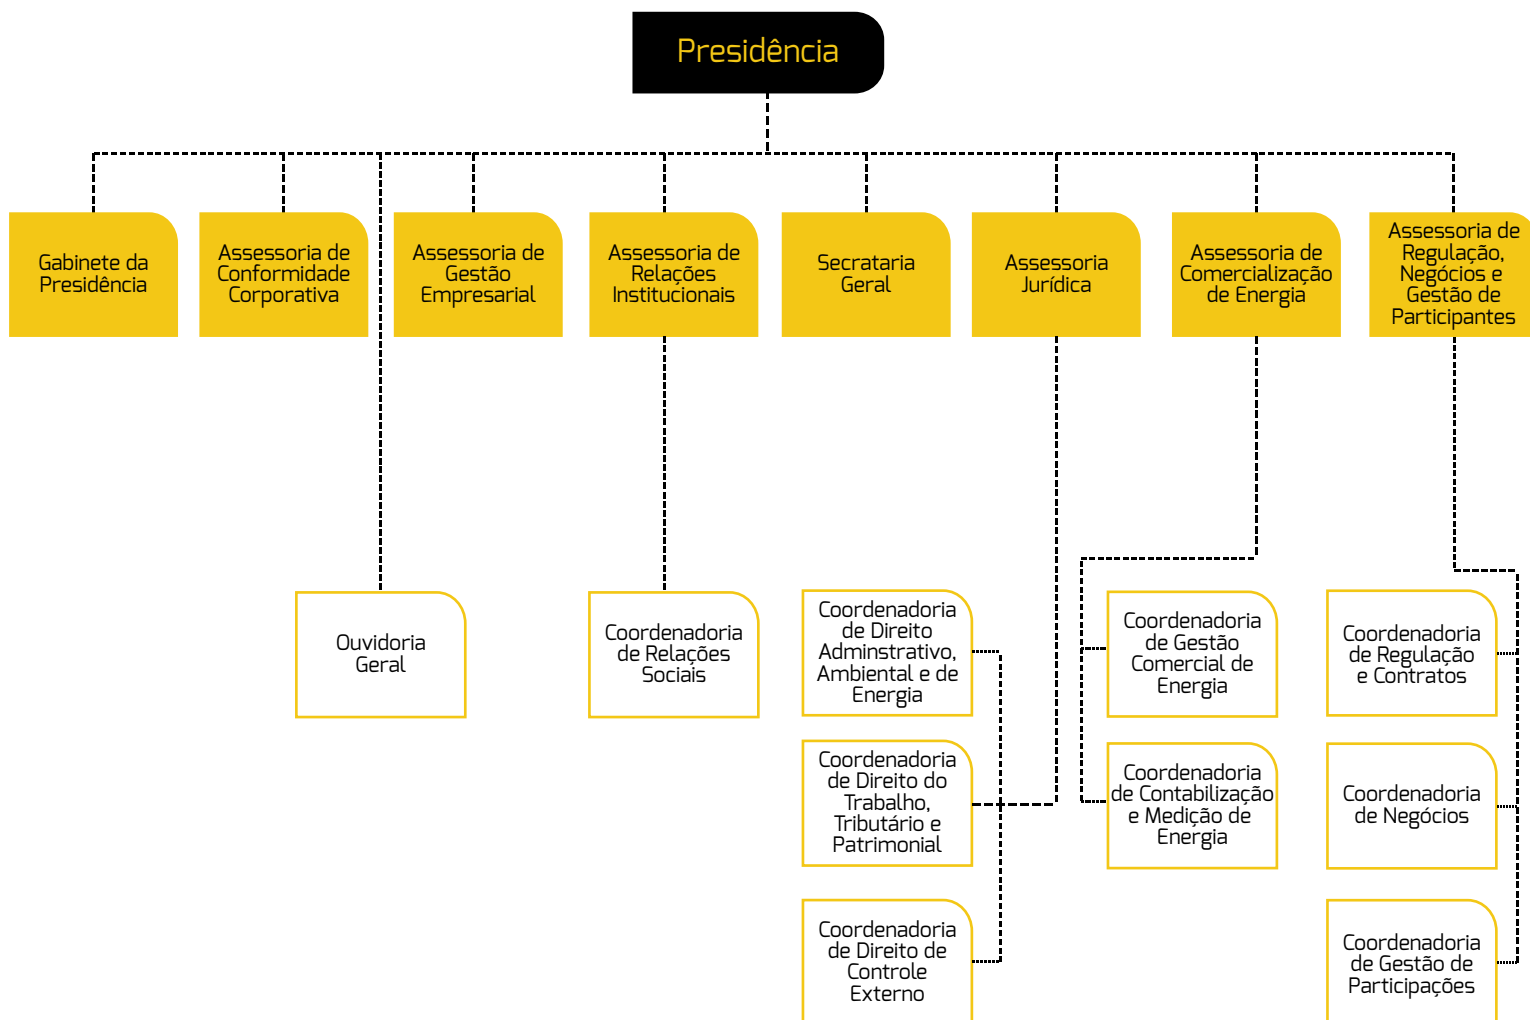 Presidência
Gabinete da
Presidência
Assessoria de
Conformidade
Corporativa
Assessoria de
Gestão
Empresarial
Assessoria de
Relações
Institucionais
Secretaria
Geral
Assessoria
Jurídica
Assessoria de
Comercialização
de Energia
Assessoria de
Regulação,
Negócios e
Gestão de
Participantes
Ouvidoria
Geral
Coordenadoria
de Relações
Sociais
Coordenadoria
de Direito
Adminstrativo,
Ambiental e de
Energia
Coordenadoria
de Gestão
Comercial de
Energia
Coordenadoria
de Regulação
e Contratos
Coordenadoria
de Direito do
Trabalho,
Tributário e
Patrimonial
Coordenadoria
de Contabilização
e Medição de
Energia
Coordenadoria
de Negócios
Coordenadoria
de Direito de
Controle
Externo
Coordenadoria
de Gestão de
Participações